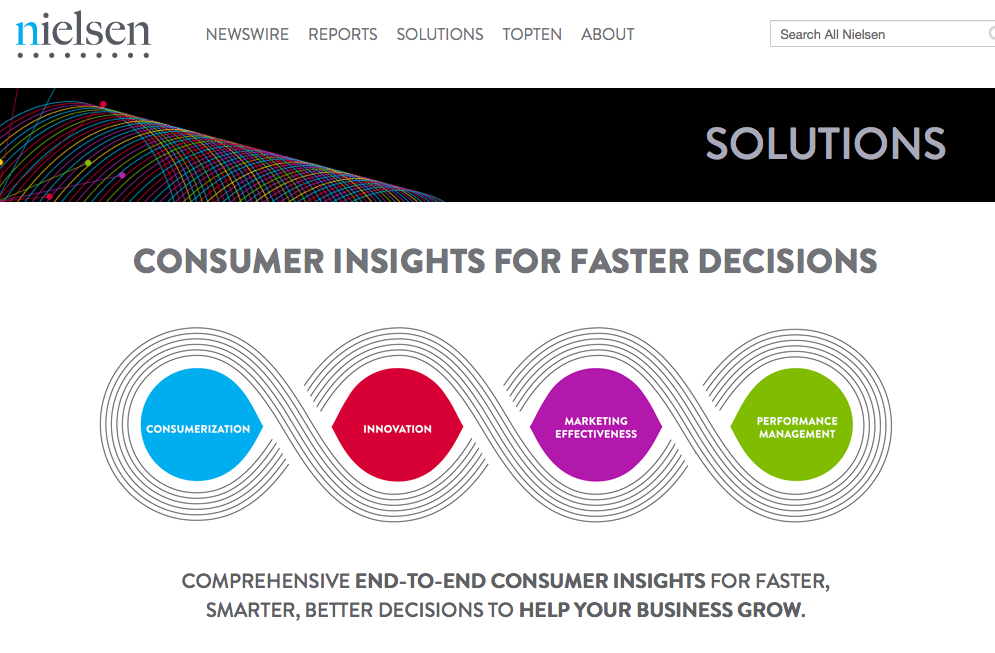 nielsen
NEWSWIRE REPORTS SOLUTIONS TOPTEN ABOUT
Search All Nielsen
SOLUTIONS
CONSUMER INSIGHTS FOR FASTER DECISIONS
CONSUMERIZATION
INNOVATION
MARKETING
EFFECTIVENESS
PERFORMANCE
MANAGEMENT
COMPREHENSIVE END-TO-END CONSUMER INSIGHTS FOR FASTER,
SMARTER, BETTER DECISIONS TO HELP YOUR BUSINESS GROW.